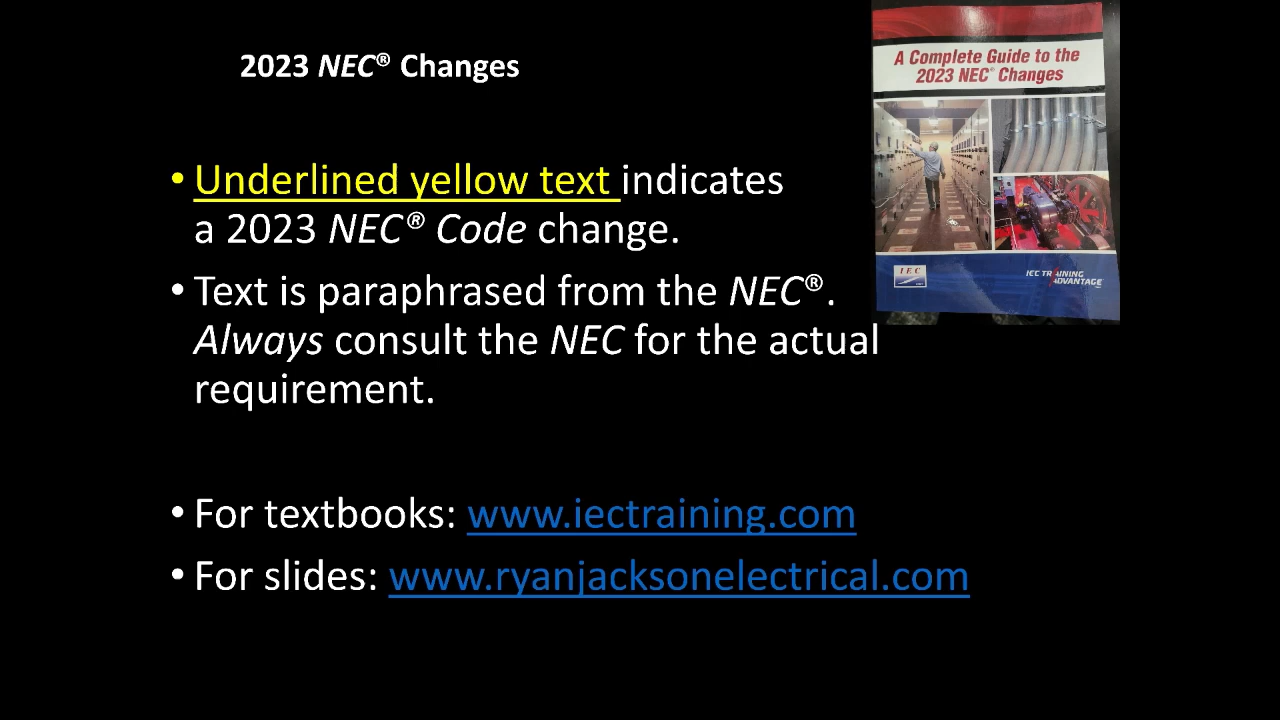 2023 NEC® Changes
A Complete Guide to the
2023 NEC® Changes
Underlined yellow text indicates
a 2023 NEC® Code change.
Text is paraphrased from the NEC®.
Always consult the NEC for the actual
requirement.
IEC
IEC TRAINING
ADVANTAGE
For textbooks: www.iectraining.com
For slides: www.ryanjacksonelectrical.com